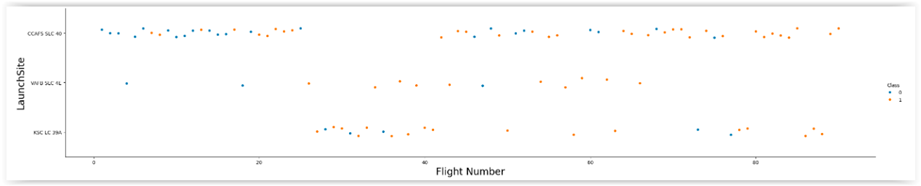 CCAFS SLC 40
VAFB SLC 4E
KSC LC 39A
LaunchSite
0
20
40
60
80
Flight Number
Class
0
1